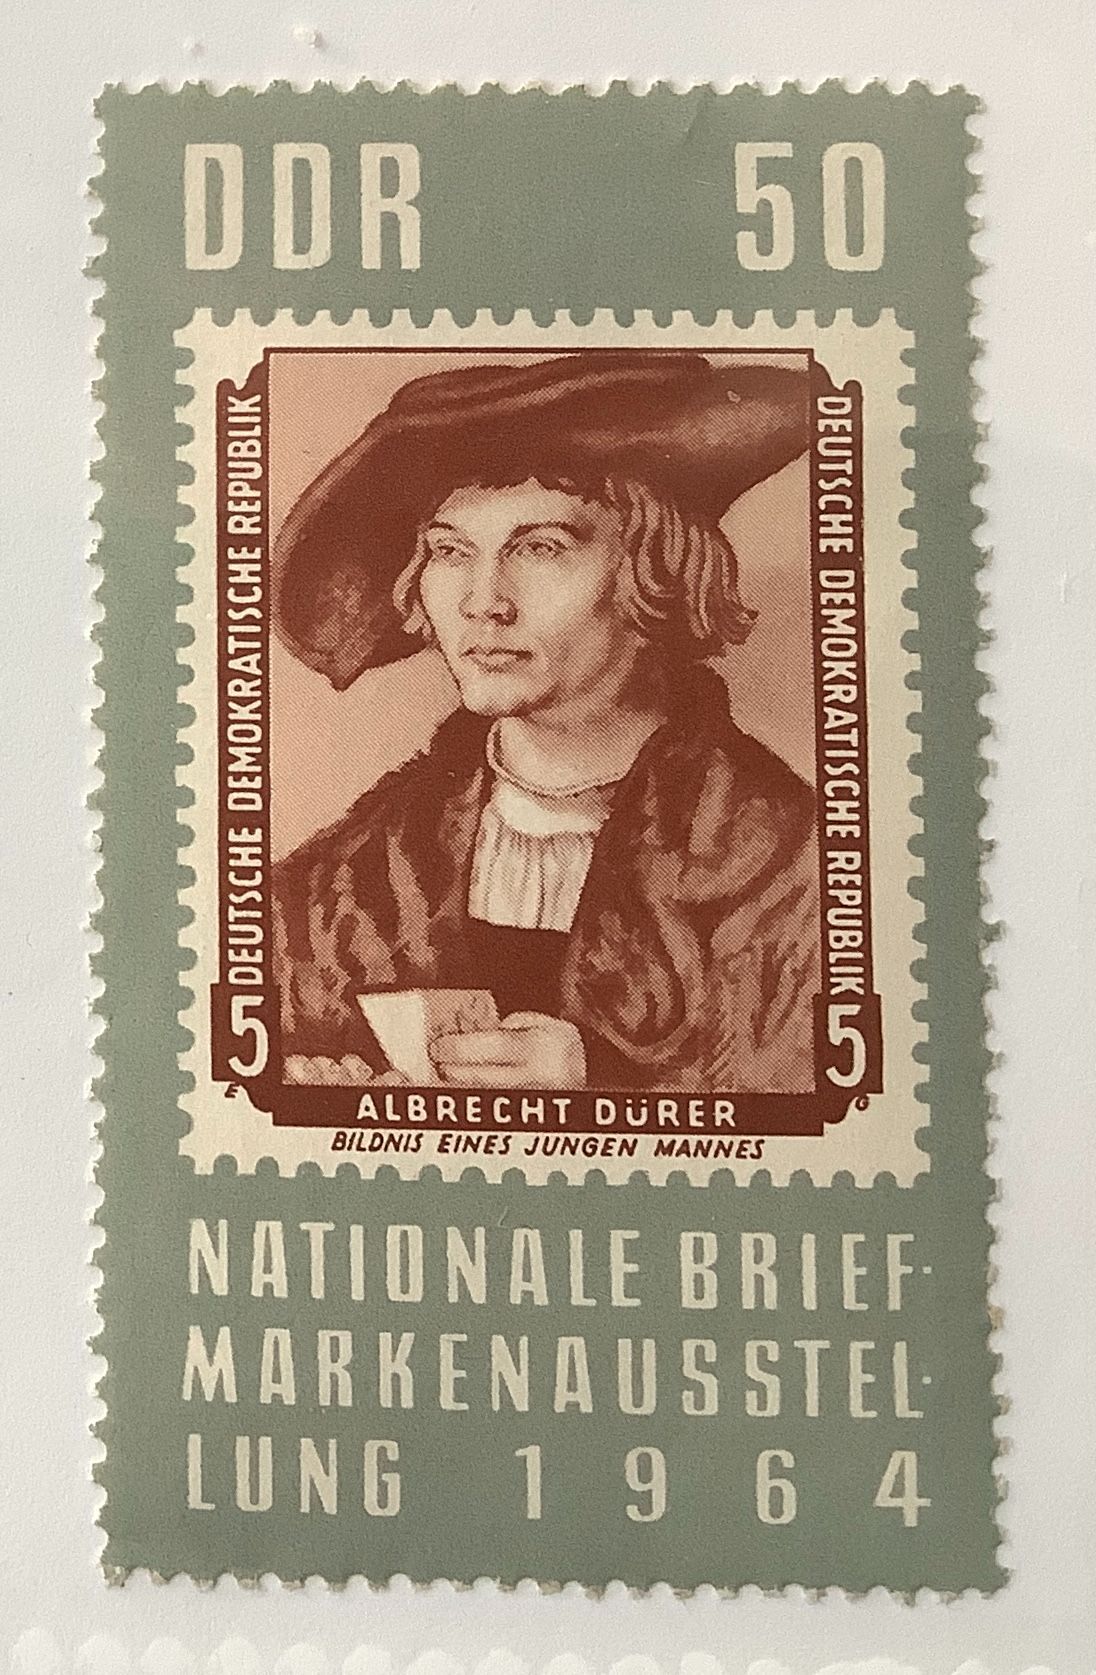 DDR 50
DEUTSCHE DEMOKRATISCHE REPUBLIK
DEUTSCHE DEMOKRATISCHE REPUBLIK
5 5
E G
ALBRECHT DÜRER
BILDNIS EINES JUNGEN MANNES
NATIONALE BRIEF-
MARKENAUSSTEL-
LUNG 1964